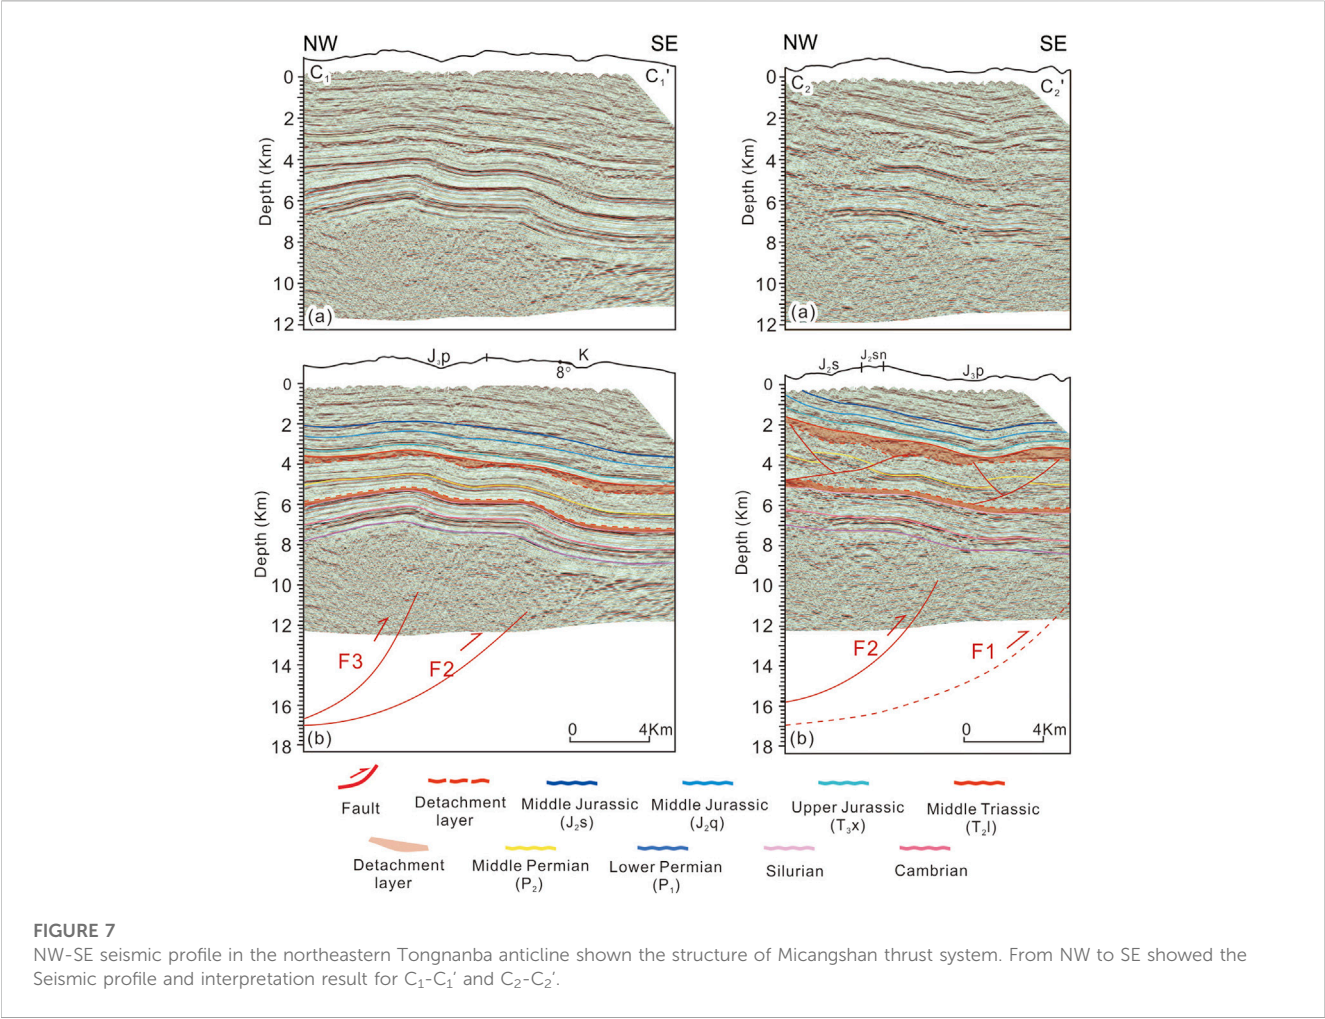 NW SE
C₁ C₁'
0
2
4
6
8
10
12
Depth (Km)
(a)
NW SE
C₂ C₂'
0
2
4
6
8
10
12
Depth (Km)
(a)
J₃p K
8°
0
2
4
6
8
10
12
14
16
18
Depth (Km)
F3 F2
0 4Km
(b)
J₂s J₂sn J₃p
0
2
4
6
8
10
12
14
16
18
Depth (Km)
F2 F1
0 4Km
(b)
Fault
Detachment
layer
Middle Jurassic
(J₂s)
Middle Jurassic
(J₂q)
Upper Jurassic
(T₃x)
Middle Triassic
(T₂l)
Detachment
layer
Middle Permian
(P₂)
Lower Permian
(P₁)
Silurian
Cambrian
FIGURE 7
NW-SE seismic profile in the northeastern Tongnanba anticline shown the structure of Micangshan thrust system. From NW to SE showed the
Seismic profile and interpretation result for C₁-C₁‘ and C₂-C₂‘.